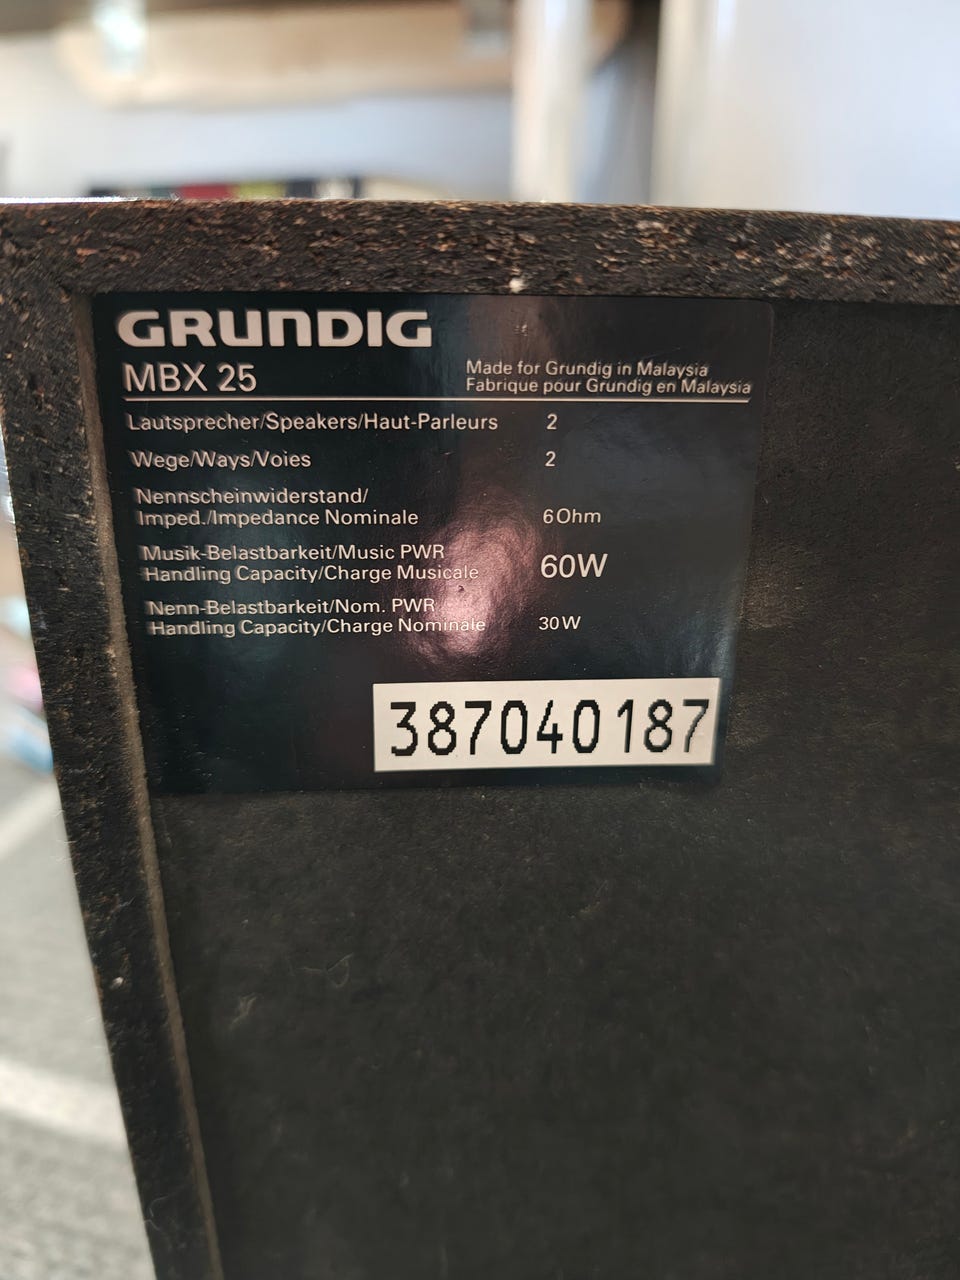 GRUNDIG
MBX 25
Made for Grundig in Malaysia
Fabrique pour Grundig en Malaysia
Lautsprecher/Speakers/Haut-Parleurs 2
Wege/Ways/Voies 2
Nennscheinwiderstand/
Imped./Impedance Nominale 6 Ohm
Musik-Belastbarkeit/Music PWR
Handling Capacity/Charge Musicale 60W
Nenn-Belastbarkeit/Nom. PWR
Handling Capacity/Charge Nominale 30W
387040187